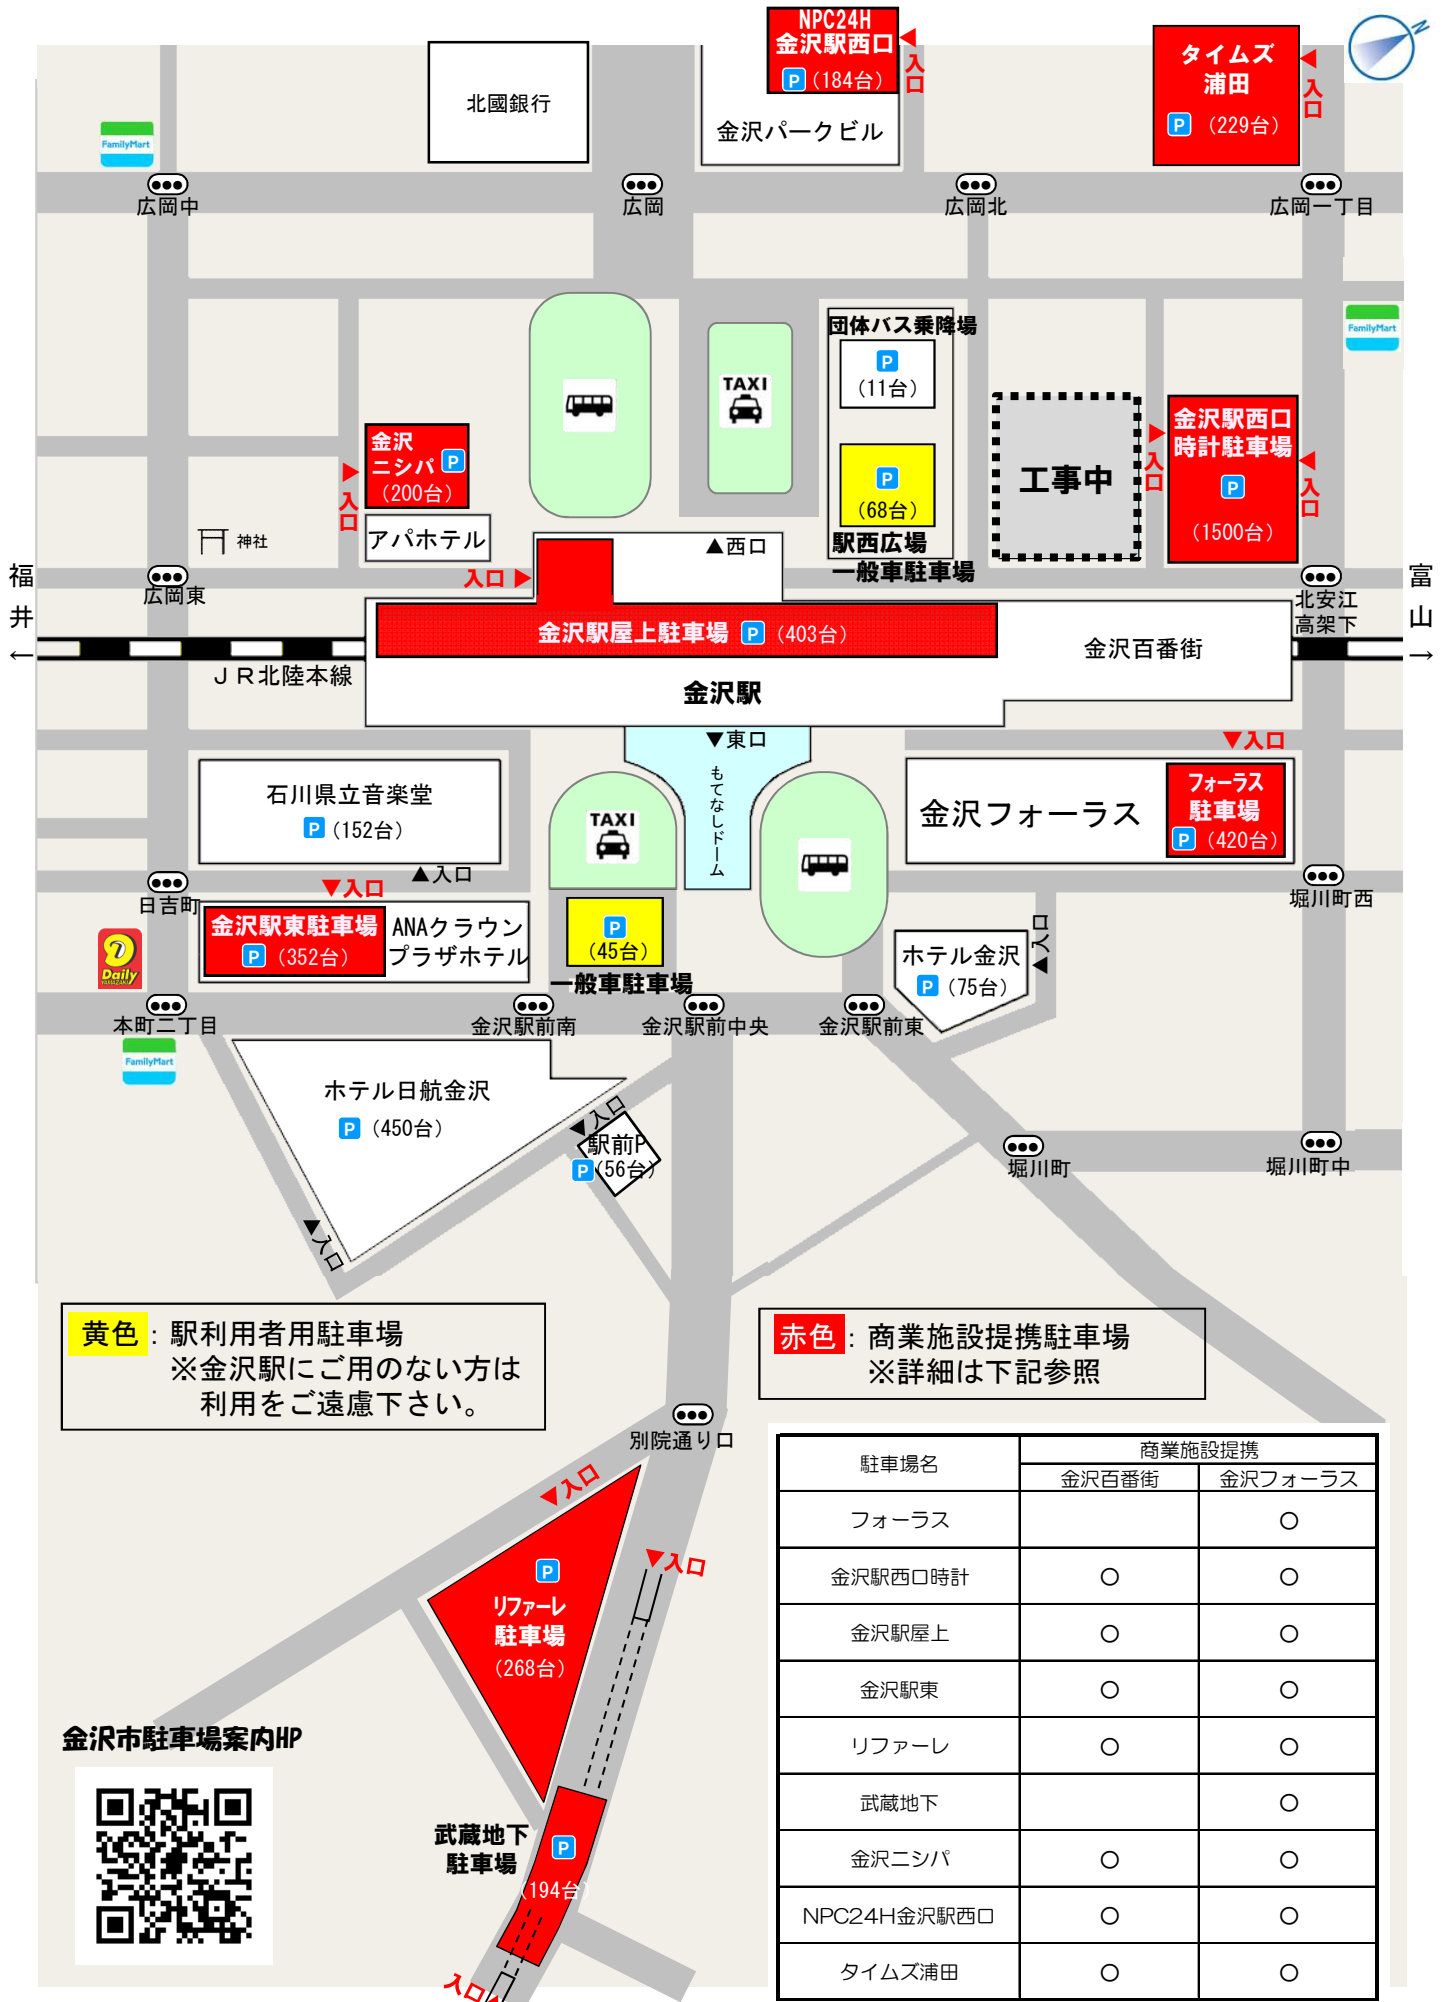 NPC24H
金沢駅西口
P (184台)
入口
タイムズ
浦田
P (229台)
入口
N
北國銀行
金沢パークビル
FamilyMart
広岡中
広岡
広岡北
広岡一丁目
団体バス乗降場
P
(11台)
FamilyMart
TAXI
金沢
ニシパ P
(200台)
入口
P
(68台)
駅西広場
一般車駐車場
工事中
金沢駅西口
時計駐車場
P
(1500台)
入口
入口
アパホテル
神社
▲西口
入口
広岡東
北安江
高架下
福井
←
富山
→
金沢駅屋上駐車場 P (403台)
金沢百番街
JR北陸本線
金沢駅
▼東口
もてなしドーム
▼入口
石川県立音楽堂
P (152台)
▲入口
TAXI
金沢フォーラス
フォーラス
駐車場
P (420台)
日吉町
▼入口
堀川町西
金沢駅東駐車場
P (352台)
ANAクラウン
プラザホテル
P
(45台)
一般車駐車場
ホテル金沢
P (75台)
▲入口
Daily
YAMAZAKI
本町二丁目
金沢駅前南
金沢駅前中央
金沢駅前東
FamilyMart
ホテル日航金沢
P (450台)
▲入口
駅前P
P (56台)
▼入口
堀川町
堀川町中
黄色：駅利用者用駐車場
※金沢駅にご用のない方は
利用をご遠慮下さい。
赤色：商業施設提携駐車場
※詳細は下記参照
別院通り口
▼入口
P
リファーレ
駐車場
(268台)
▼入口
武蔵地下
駐車場
P
(194台)
入口
金沢市駐車場案内HP
駐車場名 商業施設提携
金沢百番街 金沢フォーラス
フォーラス ○
金沢駅西口時計 ○ ○
金沢駅屋上 ○ ○
金沢駅東 ○ ○
リファーレ ○ ○
武蔵地下 ○
金沢ニシパ ○ ○
NPC24H金沢駅西口 ○ ○
タイムズ浦田 ○ ○